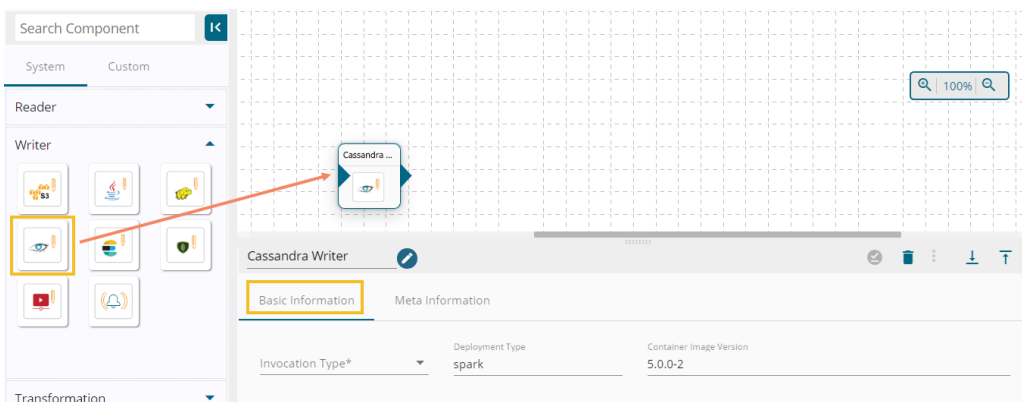 Search Component
System
Custom
Reader
Writer
S3
Transformation
100%
Cassandra ...
Cassandra Writer
Basic Information
Meta Information
Invocation Type*
Deployment Type
spark
Container Image Version
5.0.0-2